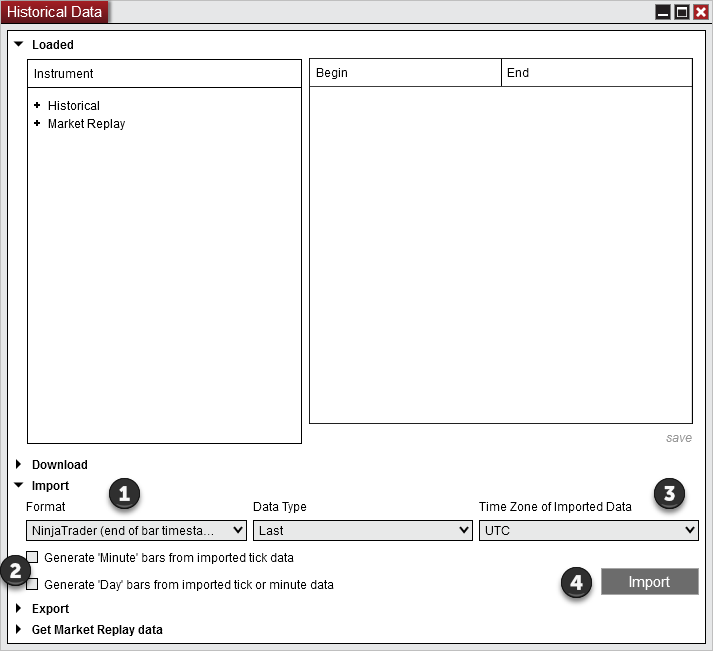 Historical Data
Loaded
Instrument
Begin
End
+ Historical
+ Market Replay
save
Download
Import
1
3
Format
Data Type
Time Zone of Imported Data
NinjaTrader (end of bar timesta...
Last
UTC
2
Generate 'Minute' bars from imported tick data
Generate 'Day' bars from imported tick or minute data
4
Import
Export
Get Market Replay data